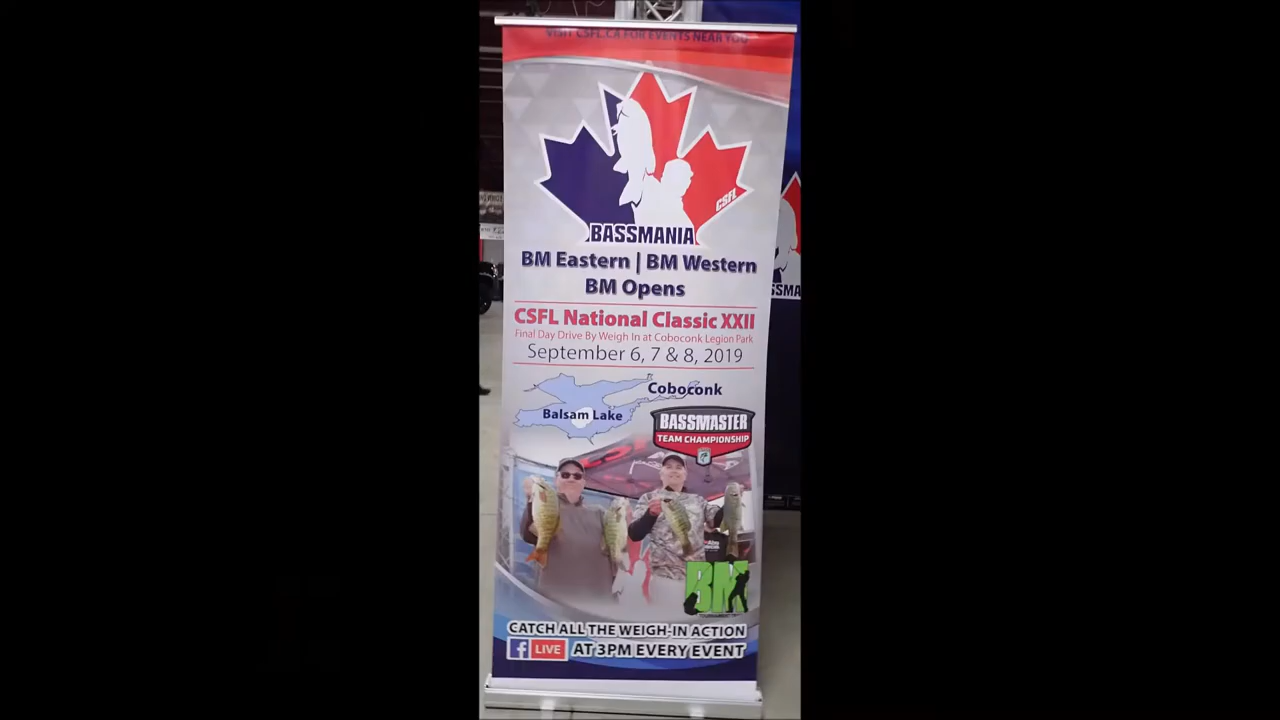 VISIT CSFL.CA FOR EVENTS NEAR YOU
CSFL
BASSMANIA
BM Eastern | BM Western
BM Opens
CSFL National Classic XXII
Final Day Drive By Weigh In at Coboconk Legion Park
September 6, 7 & 8, 2019
Coboconk
Balsam Lake
BASSMASTER
TEAM CHAMPIONSHIP
BM
CATCH ALL THE WEIGH-IN ACTION
f LIVE AT 3PM EVERY EVENT
SSMA